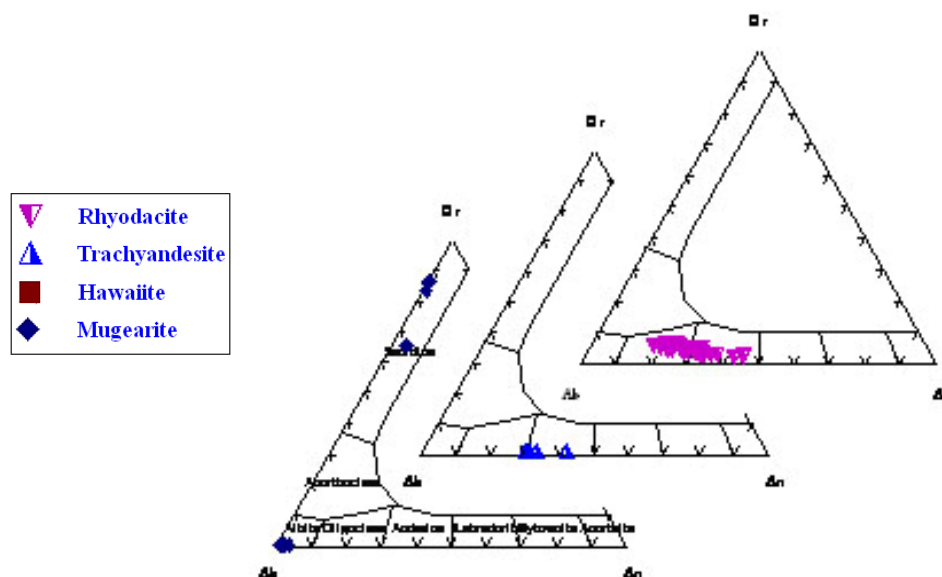 Or
Or
Rhyodacite
Trachyandesite
Hawaiite
Mugearite
Or
Sanidine
Ab
A
Anorthoclase
Ab
An
Albite Oligoclase Andesine Labradorite Bytownite Anorthite
Ab
An